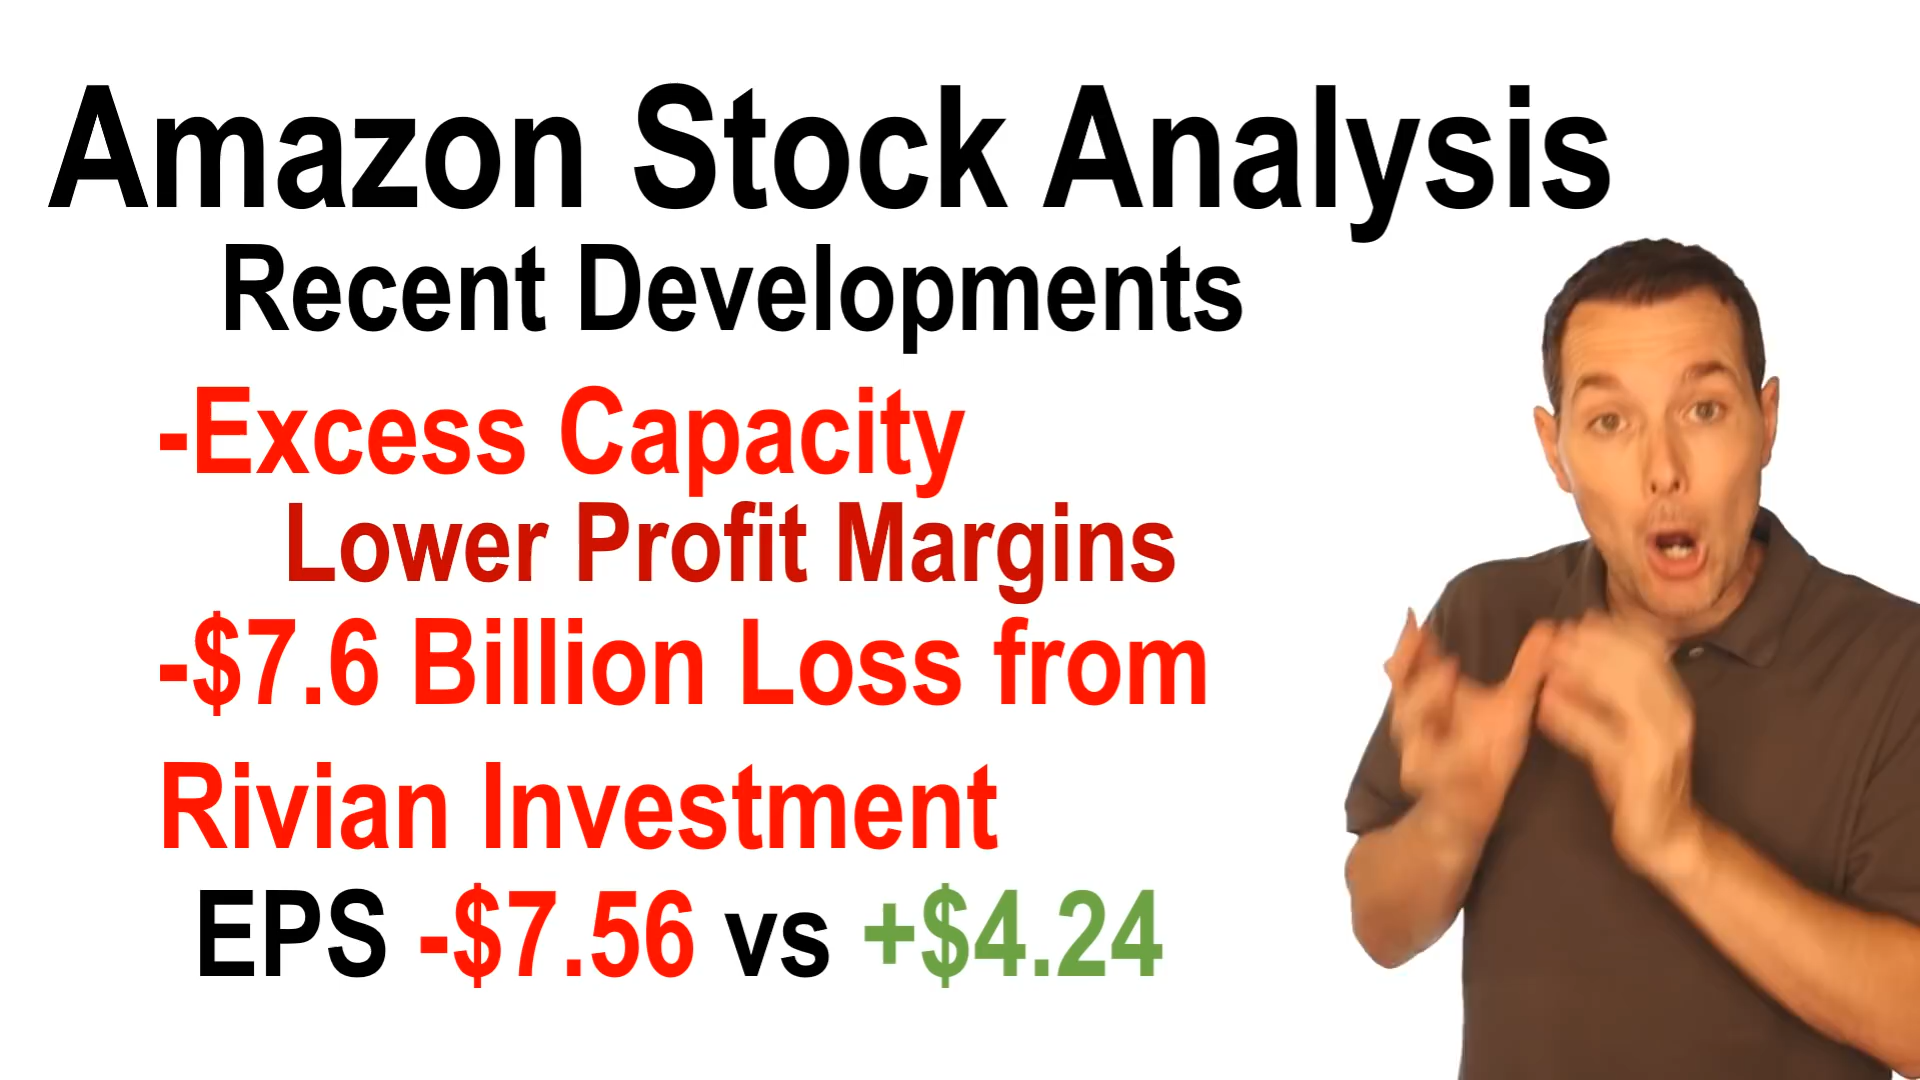 Amazon Stock Analysis
Recent Developments
-Excess Capacity
Lower Profit Margins
-$7.6 Billion Loss from
Rivian Investment
EPS -$7.56 vs +$4.24